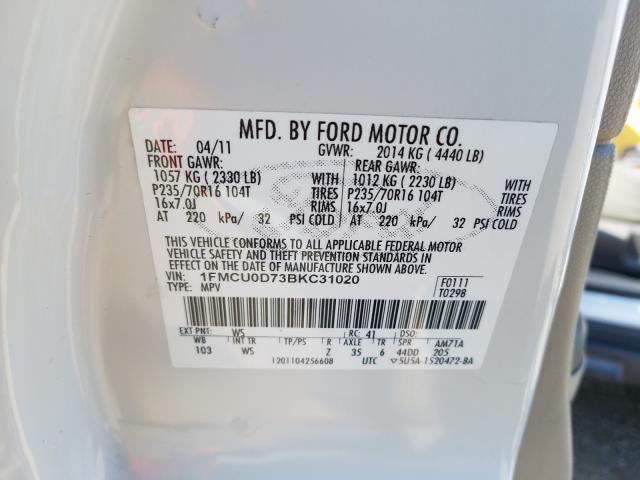 MFD. BY FORD MOTOR CO.
DATE: 04/11 GVWR: 2014 KG ( 4440 LB)
FRONT GAWR: REAR GAWR:
1057 KG ( 2330 LB) WITH 1012 KG ( 2230 LB) WITH
P235/70R16 104T TIRES P235/70R16 104T TIRES
16x7.0J RIMS 16x7.0J RIMS
AT 220 kPa/ 32 PSI COLD AT 220 kPa/ 32 PSI COLD
THIS VEHICLE CONFORMS TO ALL APPLICABLE FEDERAL MOTOR
VEHICLE SAFETY AND THEFT PREVENTION STANDARDS IN EFFECT
ON THE DATE OF MANUFACTURE SHOWN ABOVE.
VIN: 1FMCU0D73BKC31020 F0111
TYPE: MPV T0298
EXT PNT: WS RC: 41 DSO:
WB INT TR TP/PS R AXLE TR SPR AM71A
103 WS Z 35 6 44DD 205
1201104256608 UTC 5U5A-1520472-BA